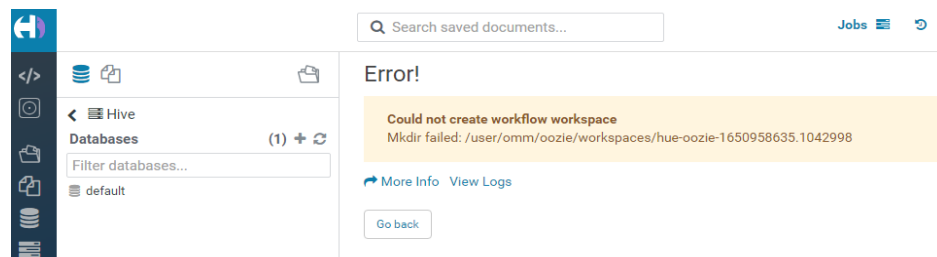 Search saved documents...
Jobs
Error!
Hive
Databases (1)
Filter databases...
default
Could not create workflow workspace
Mkdir failed: /user/omm/oozie/workspaces/hue-oozie-1650958635.1042998
More Info View Logs
Go back